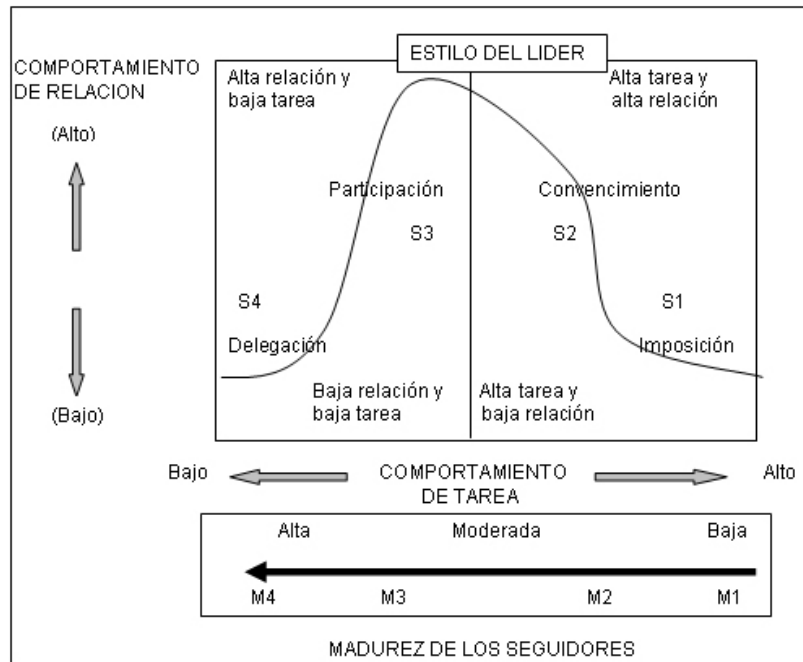 ESTILO DEL LIDER
COMPORTAMIENTO
DE RELACION
(Alto)
(Bajo)
Alta relación y
baja tarea
Alta tarea y
alta relación
Participación
S3
Convencimiento
S2
S4
Delegación
S1
Imposición
Baja relación y
baja tarea
Alta tarea y
baja relación
Bajo
COMPORTAMIENTO
DE TAREA
Alto
Alta
Moderada
Baja
M4
M3
M2
M1
MADUREZ DE LOS SEGUIDORES